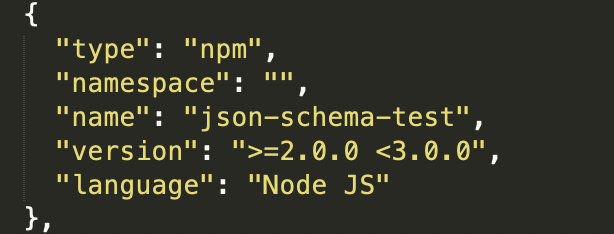 {
"type": "npm",
"namespace": "",
"name": "json-schema-test",
"version": ">=2.0.0 <3.0.0",
"language": "Node JS"
},